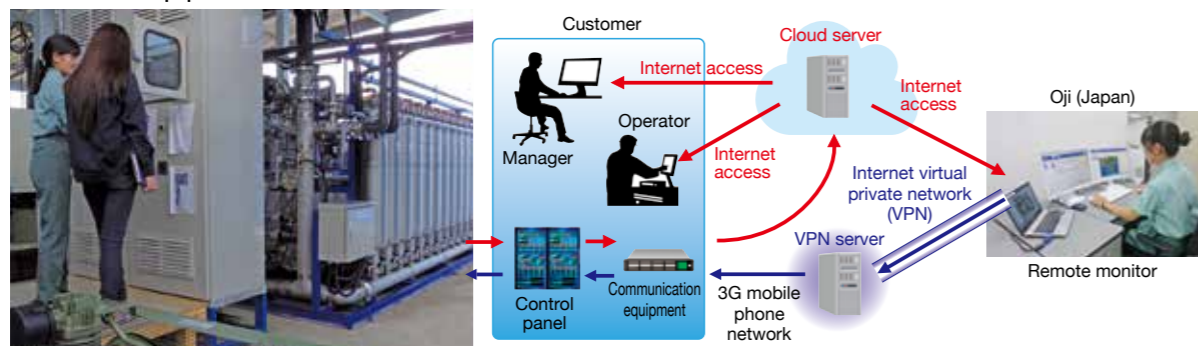 Customer
Cloud server
Internet access
Internet
access
Oji (Japan)
Operator
Manager
Internet
access
Internet virtual
private network
(VPN)
VPN server
Remote monitor
Control
panel
Communication
equipment
3G mobile
phone
network